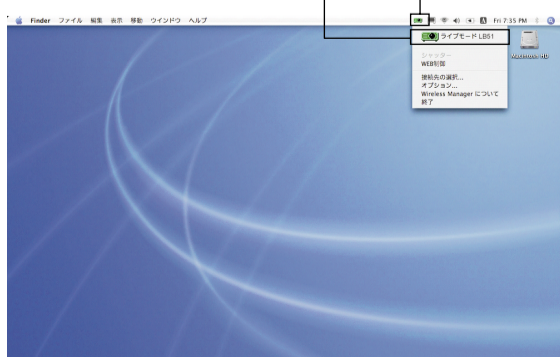 Finder ファイル 編集 表示 移動 ウインドウ ヘルプ
Fri 7:35 PM
ライブモード LB51
シャッター
WEB制御
接続先の選択...
オプション...
Wireless Manager について
終了
Macintosh HD